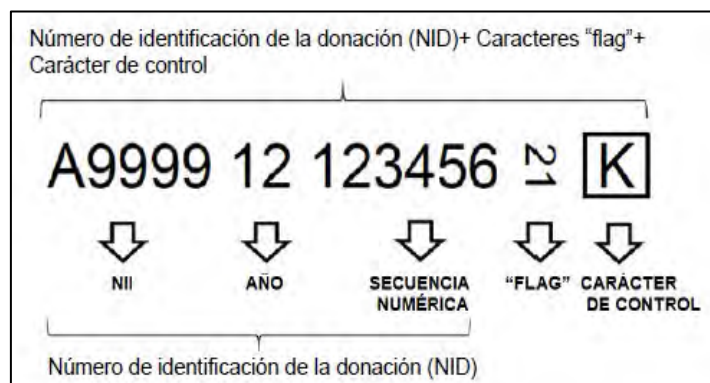 Número de identificación de la donación (NID)+ Caracteres “flag”+
Carácter de control
A9999 12 123456 21 K
NII AÑO SECUENCIA NUMÉRICA “FLAG” CARÁCTER DE CONTROL
Número de identificación de la donación (NID)